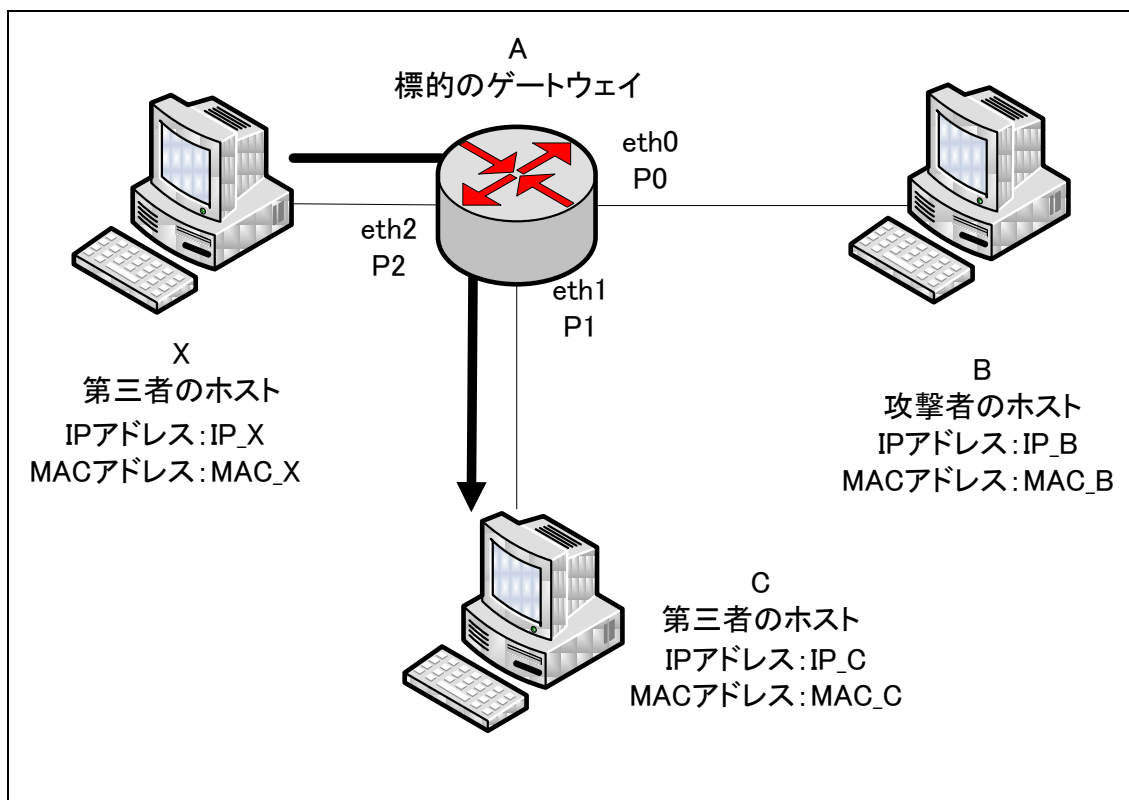 A
標的のゲートウェイ
eth0
P0
eth2
P2
eth1
P1
X
第三者のホスト
IPアドレス:IP_X
MACアドレス:MAC_X
B
攻撃者のホスト
IPアドレス:IP_B
MACアドレス:MAC_B
C
第三者のホスト
IPアドレス:IP_C
MACアドレス:MAC_C